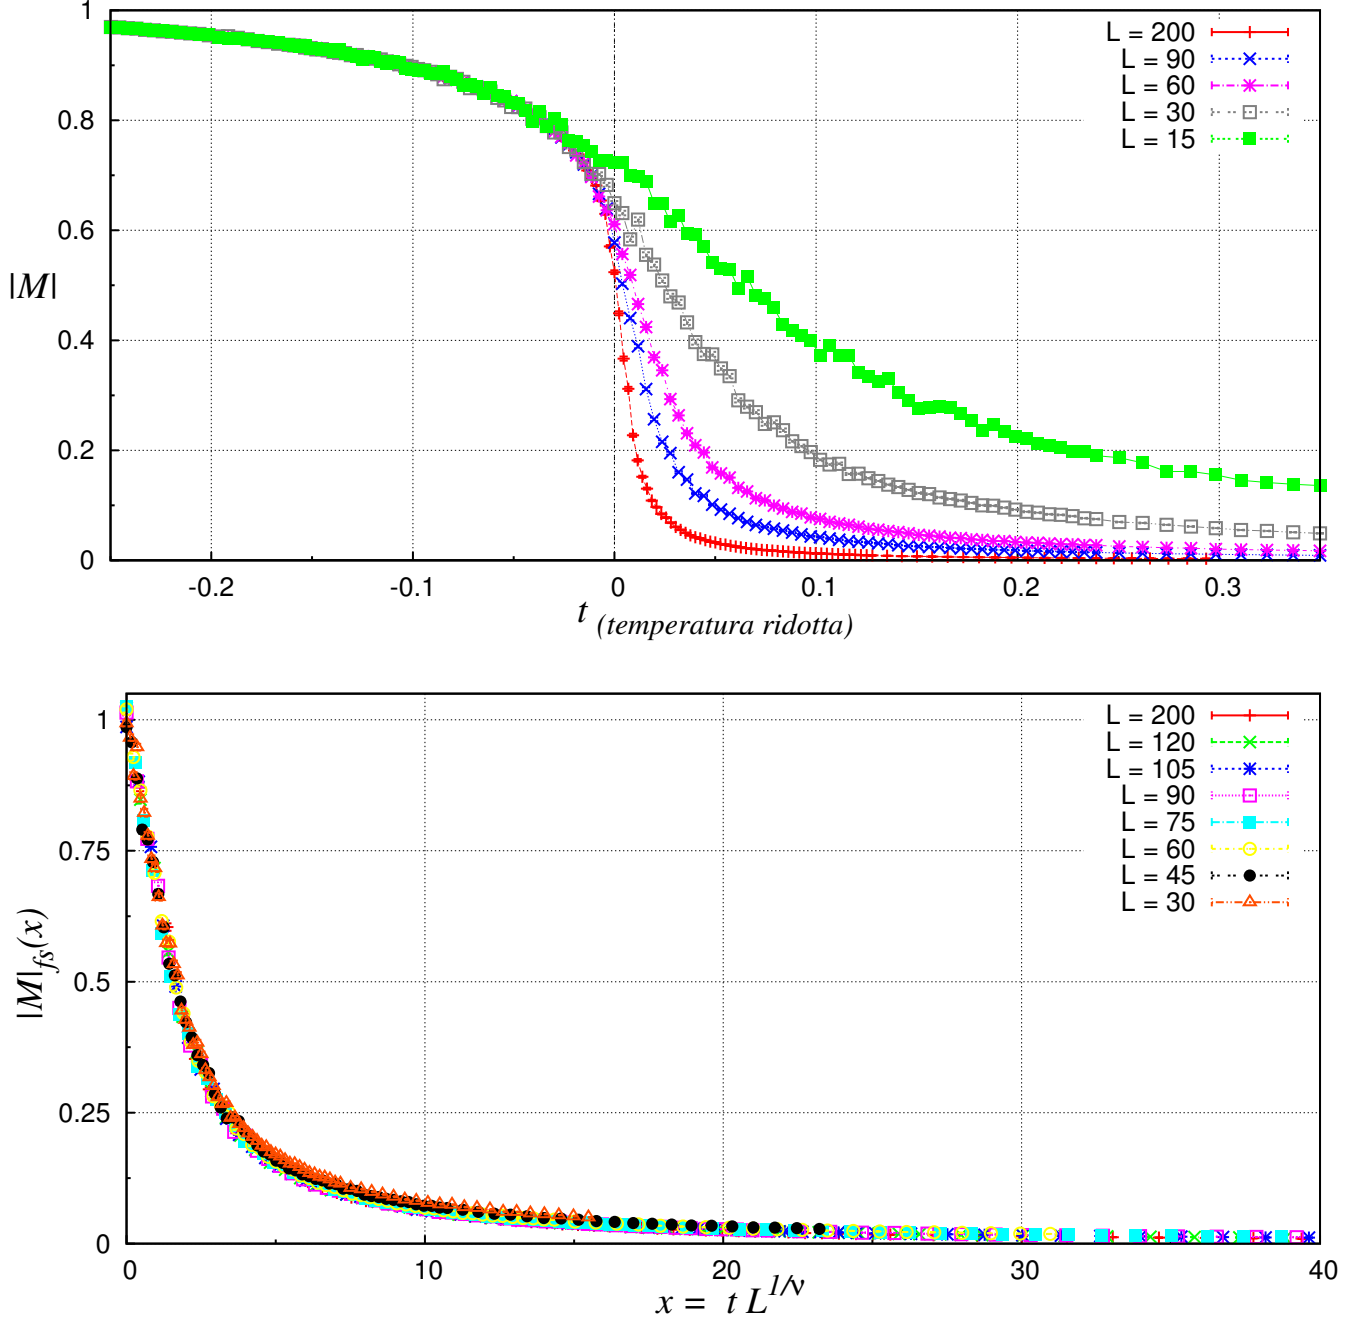 1
0.8
0.6
0.4
0.2
0
|M|
L = 200
L = 90
L = 60
L = 30
L = 15
-0.2 -0.1 0 0.1 0.2 0.3
t (temperatura ridotta)
1
0.75
0.5
0.25
0
|M|fs(x)
L = 200
L = 120
L = 105
L = 90
L = 75
L = 60
L = 45
L = 30
0 10 20 30 40
x = t L^{1/ν}